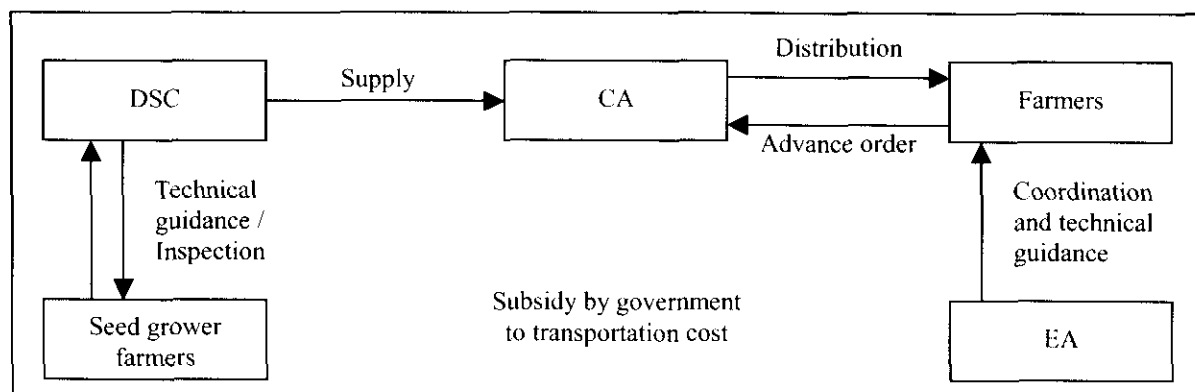 Distribution
DSC
Supply
CA
Farmers
Advance order
Technical
guidance /
Inspection
Coordination
and technical
guidance
Seed grower
farmers
Subsidy by government
to transportation cost
EA